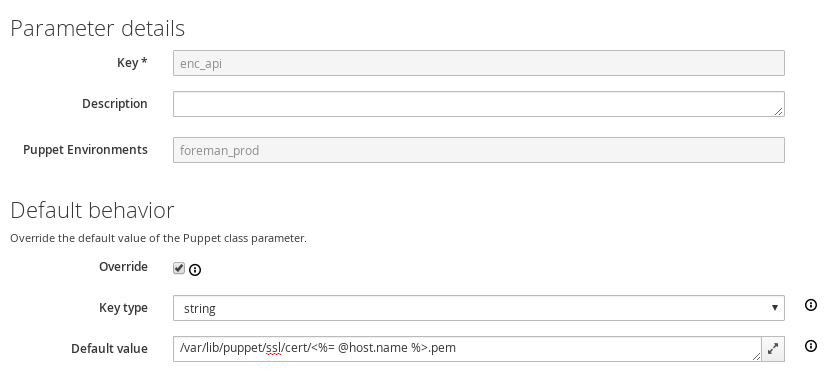 Parameter details
Key *
enc_api
Description
Puppet Environments
foreman_prod
Default behavior
Override the default value of the Puppet class parameter.
Override
Key type
string
Default value
/var/lib/puppet/ssl/cert/<%= @host.name %>.pem